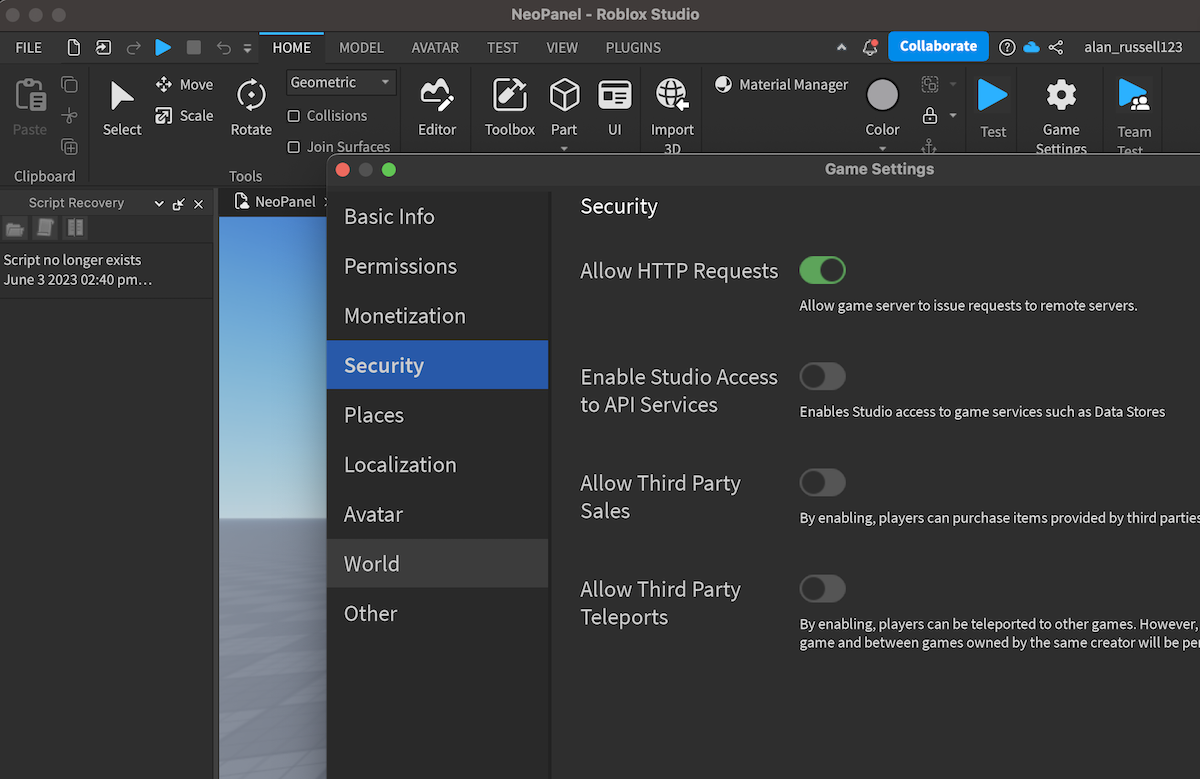 NeoPanel - Roblox Studio
FILE
HOME
MODEL
AVATAR
TEST
VIEW
PLUGINS
Collaborate
alan_russell123
Paste
Select
Move
Scale
Rotate
Geometric
Collisions
Join Surfaces
Editor
Toolbox
Part
UI
Import
3D
Material Manager
Color
Test
Game
Settings
Team
Test
Clipboard
Tools
Script Recovery
NeoPanel
Script no longer exists
June 3 2023 02:40 pm…
Game Settings
Basic Info
Permissions
Monetization
Security
Places
Localization
Avatar
World
Other
Security
Allow HTTP Requests
Allow game server to issue requests to remote servers.
Enable Studio Access
to API Services
Enables Studio access to game services such as Data Stores
Allow Third Party
Sales
By enabling, players can purchase items provided by third parties
Allow Third Party
Teleports
By enabling, players can be teleported to other games. However,
game and between games owned by the same creator will be